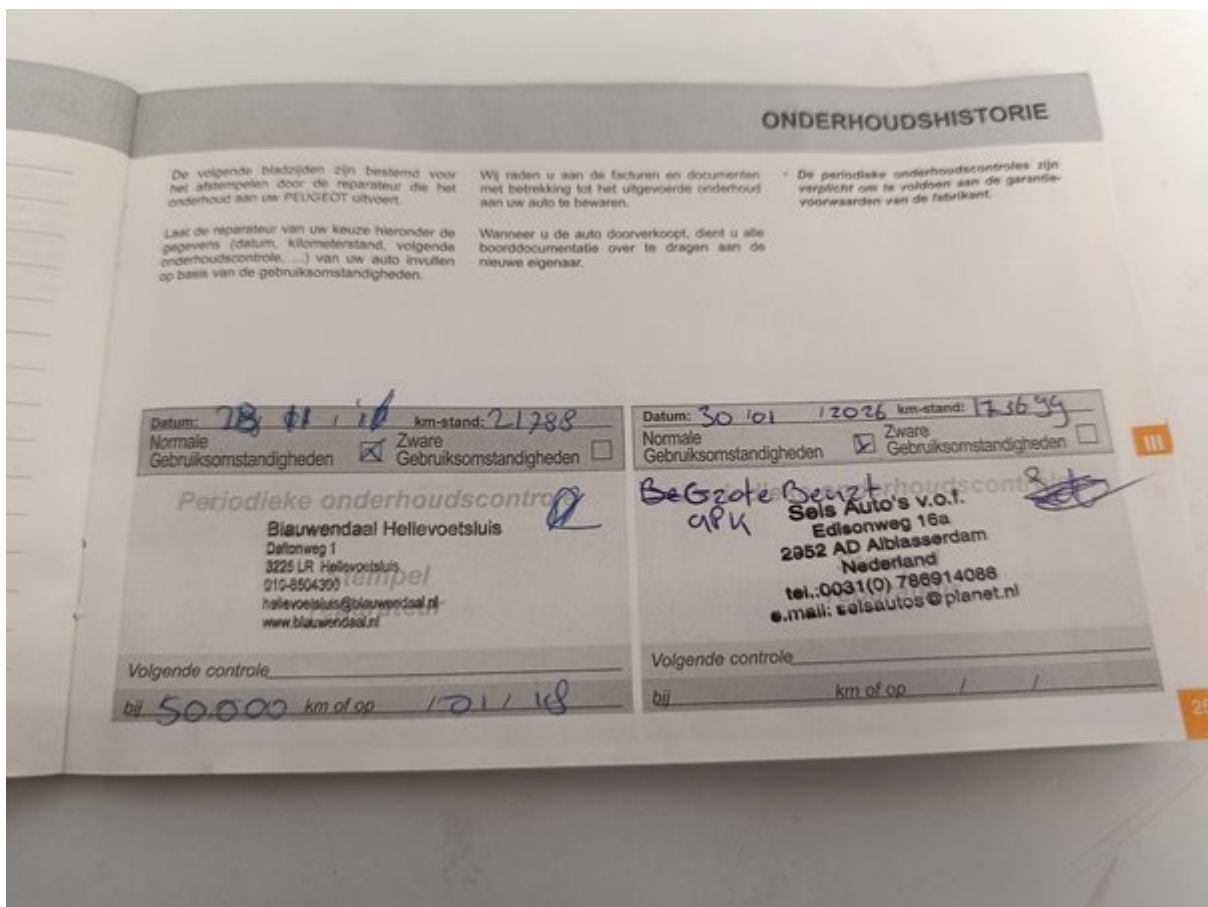 ONDERHOUDSHISTORIE
De volgende bladzijden zijn bestemd voor
het afstempelen door de reparateur die het
onderhoud aan uw PEUGEOT uitvoert.
Laat de reparateur van uw keuze hieronder de
gegevens (datum, kilometerstand, volgende
onderhoudscontrole, ...) van uw auto invullen
op basis van de gebruiksomstandigheden.
Wij raden u aan de facturen en documenten
met betrekking tot het uitgevoerde onderhoud
aan uw auto te bewaren.
Wanneer u de auto doorverkoopt, dient u alle
boorddocumentatie over te dragen aan de
nieuwe eigenaar.
De periodieke onderhoudscontroles zijn
verplicht om te voldoen aan de garantie-
voorwaarden van de fabrikant.
Datum: km-stand: 21788
Normale
Gebruiksomstandigheden
Zware
Gebruiksomstandigheden
Periodieke onderhoudscontrole
Blauwendaal Hellevoetsluis
Daltonweg 1
3225 LR Hellevoetsluis
010-8504300
hellevoetsluis@blauwendaal.nl
www.blauwendaal.nl
Volgende controle
bij 50.000 km of op / 01 / 18
Datum: 30 / 01 / 2026 km-stand: 173699
Normale
Gebruiksomstandigheden
Zware
Gebruiksomstandigheden
Grote Beurt
APK
Sels Auto's v.o.f.
Edisonweg 16a
2952 AD Alblasserdam
Nederland
tel.:0031(0) 786914088
e.mail: selsautos@planet.nl
Volgende controle
bij km of op / /
III
25